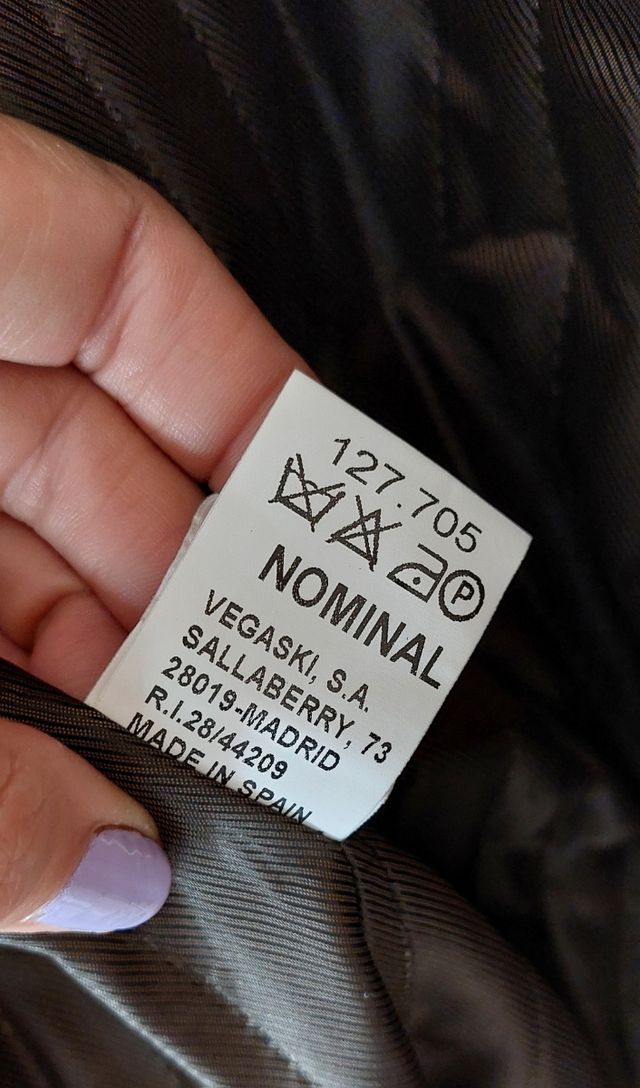 127.705
P
NOMINAL
VEGASKI, S.A.
SALLABERRY, 73
28019-MADRID
R.I.28/44209
MADE IN SPAIN